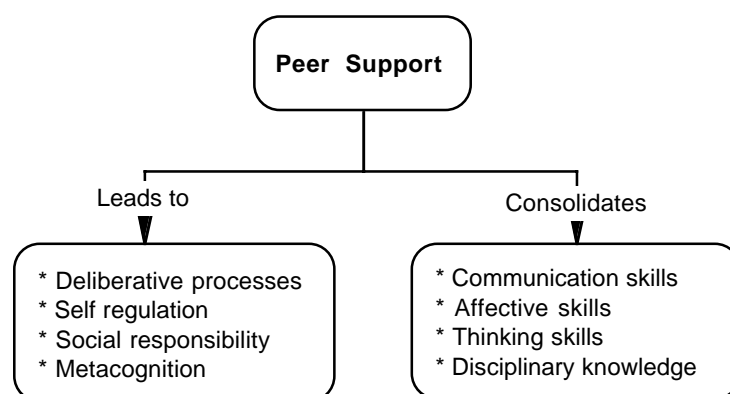 Peer Support
Leads to
Consolidates
* Deliberative processes
* Self regulation
* Social responsibility
* Metacognition
* Communication skills
* Affective skills
* Thinking skills
* Disciplinary knowledge